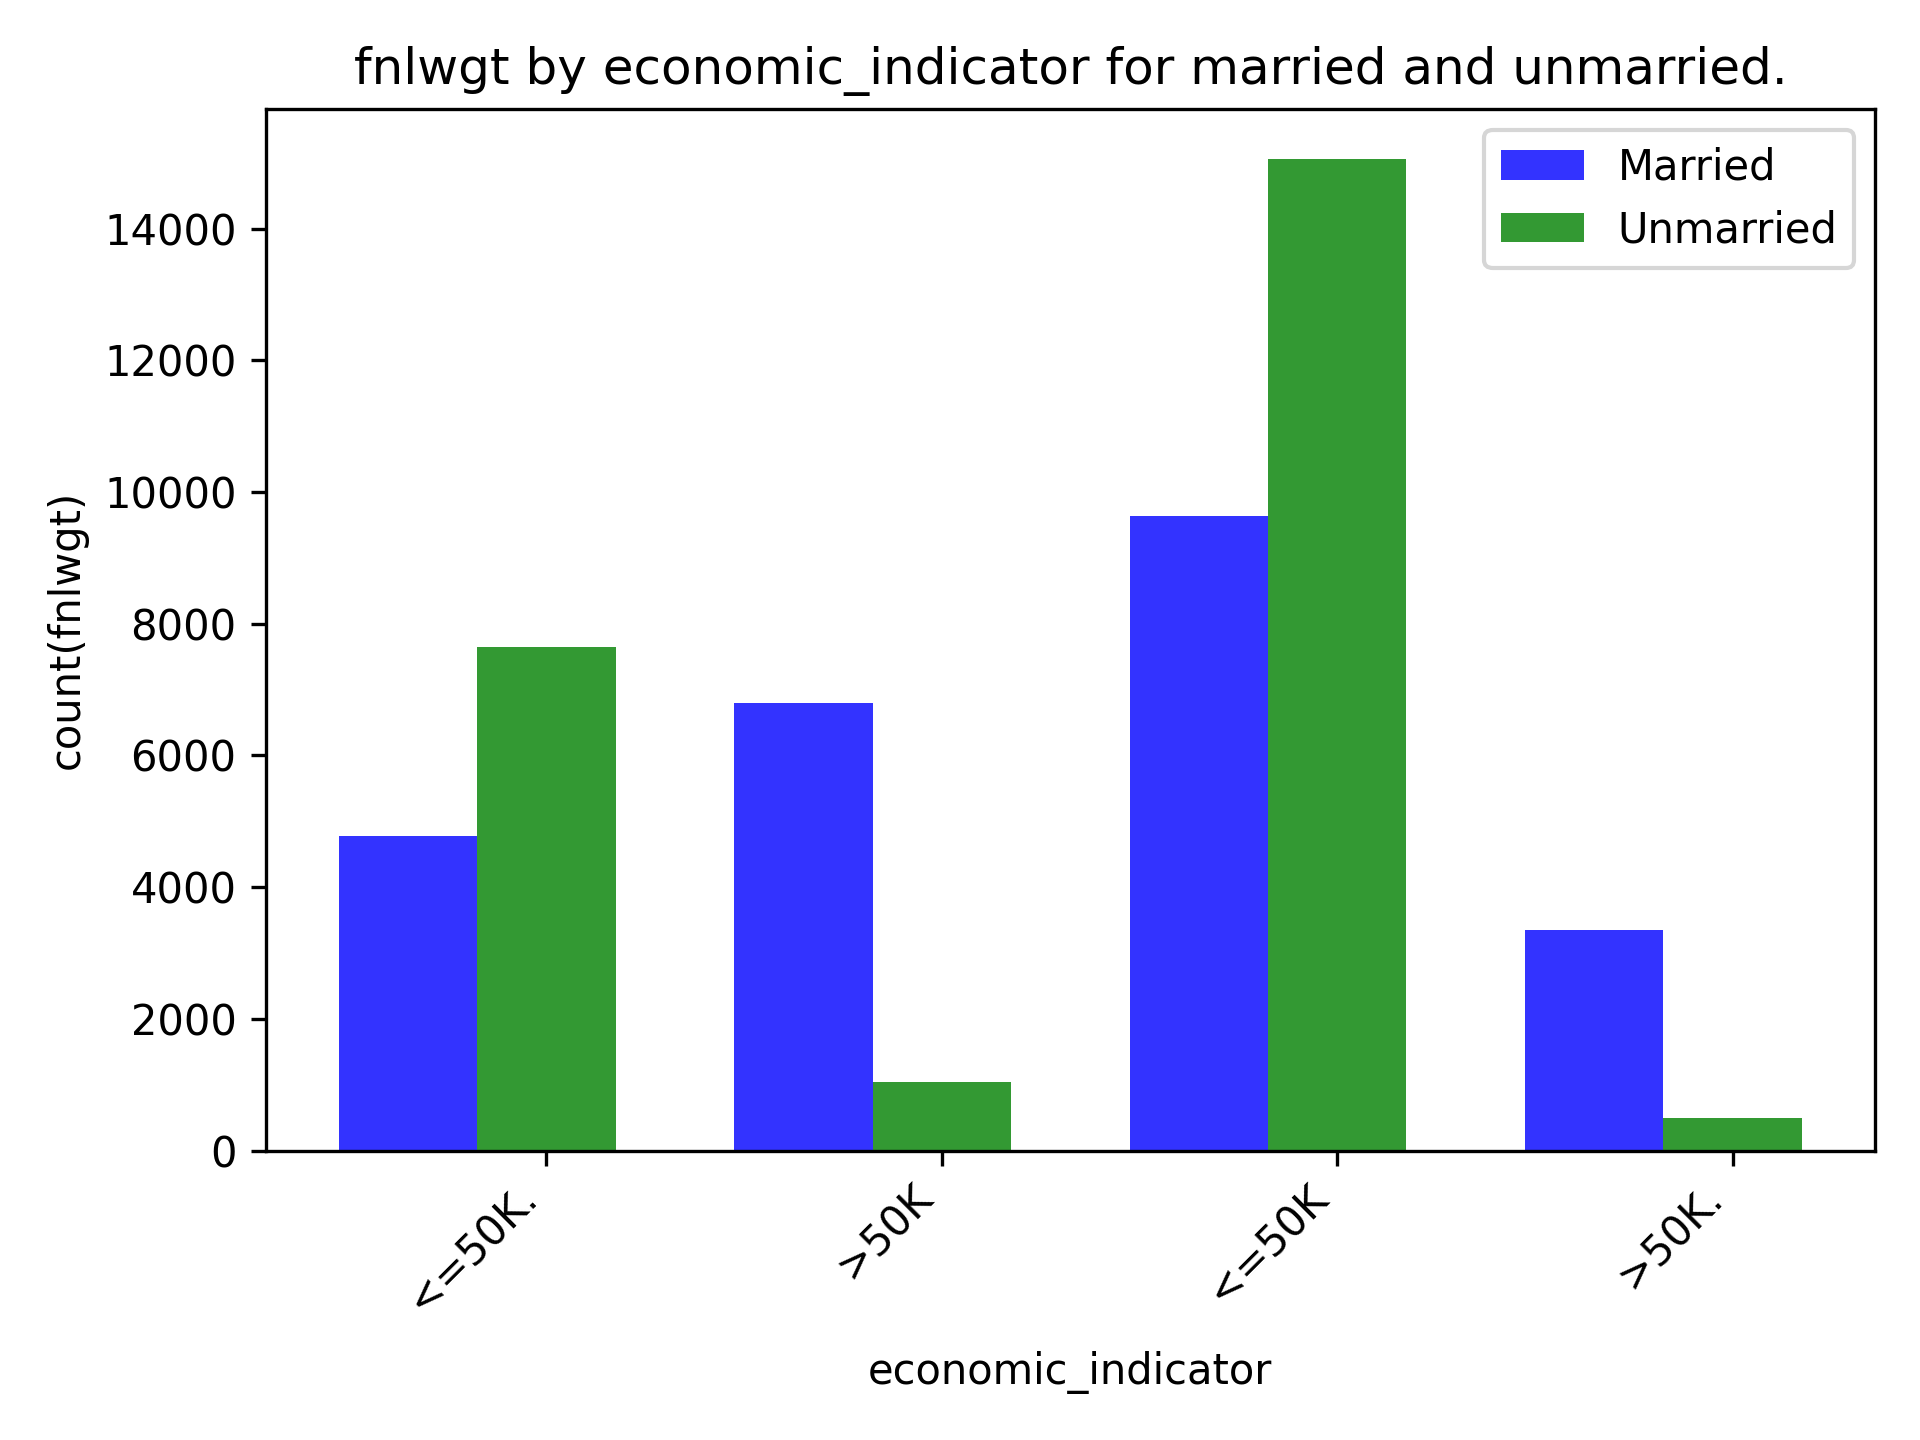 fnlwgt by economic_indicator for married and unmarried.
Married
Unmarried
count(fnlwgt)
14000
12000
10000
8000
6000
4000
2000
0
<=50K.
>50K
<=50K
>50K.
economic_indicator